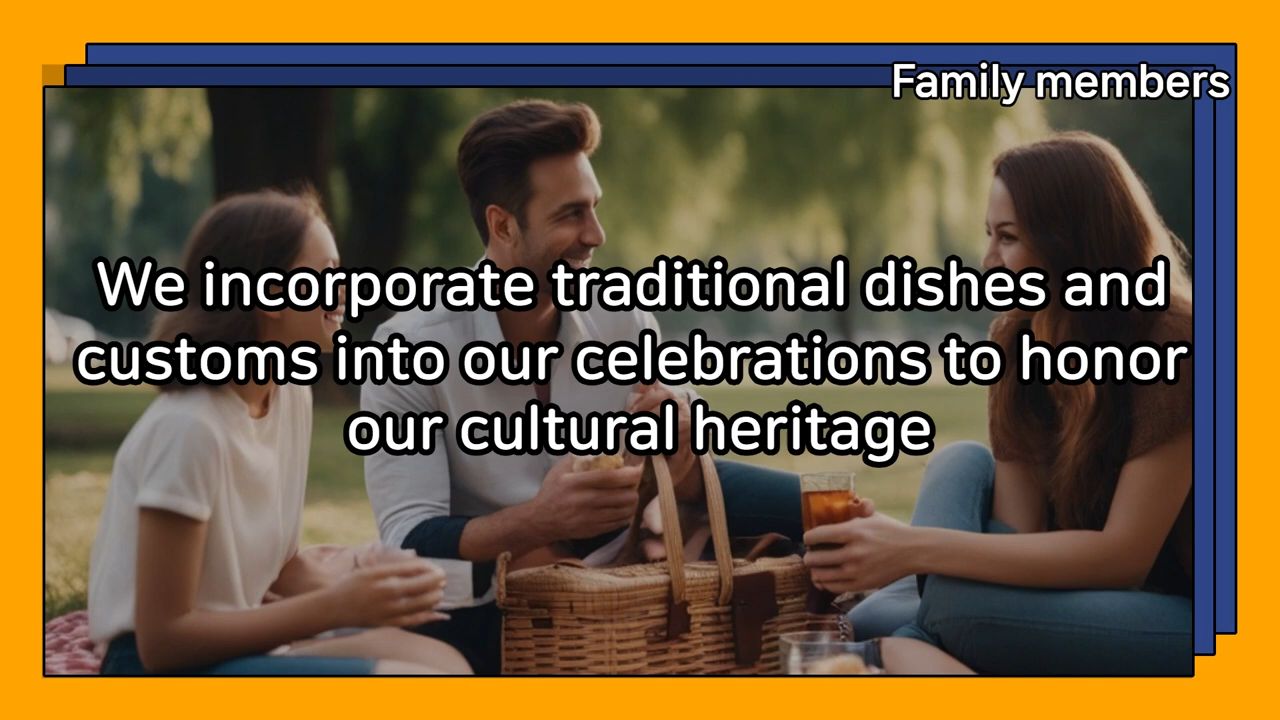 Family members
We incorporate traditional dishes and
customs into our celebrations to honor
our cultural heritage